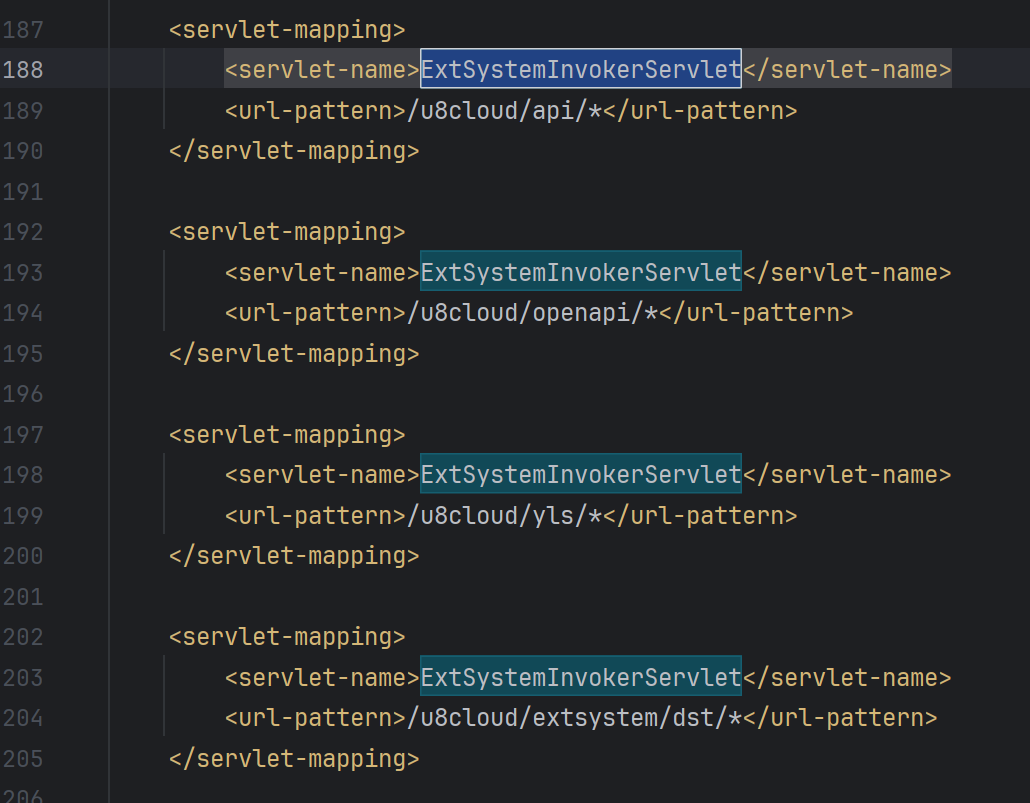 187 <servlet-mapping>
188 <servlet-name>ExtSystemInvokerServlet</servlet-name>
189 <url-pattern>/u8cloud/api/*</url-pattern>
190 </servlet-mapping>
191
192 <servlet-mapping>
193 <servlet-name>ExtSystemInvokerServlet</servlet-name>
194 <url-pattern>/u8cloud/openapi/*</url-pattern>
195 </servlet-mapping>
196
197 <servlet-mapping>
198 <servlet-name>ExtSystemInvokerServlet</servlet-name>
199 <url-pattern>/u8cloud/yls/*</url-pattern>
200 </servlet-mapping>
201
202 <servlet-mapping>
203 <servlet-name>ExtSystemInvokerServlet</servlet-name>
204 <url-pattern>/u8cloud/extsystem/dst/*</url-pattern>
205 </servlet-mapping>
206